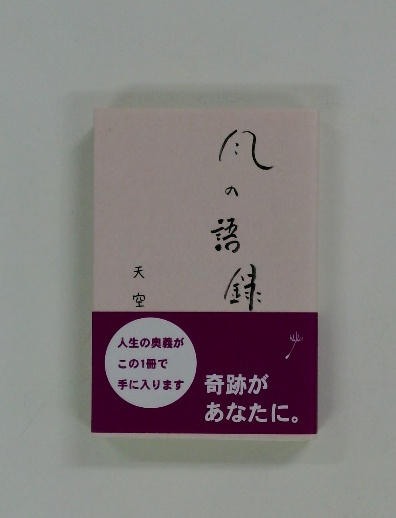 風の語録
天空
人生の奥義が
この1冊で
手に入ります
奇跡が
あなたに。